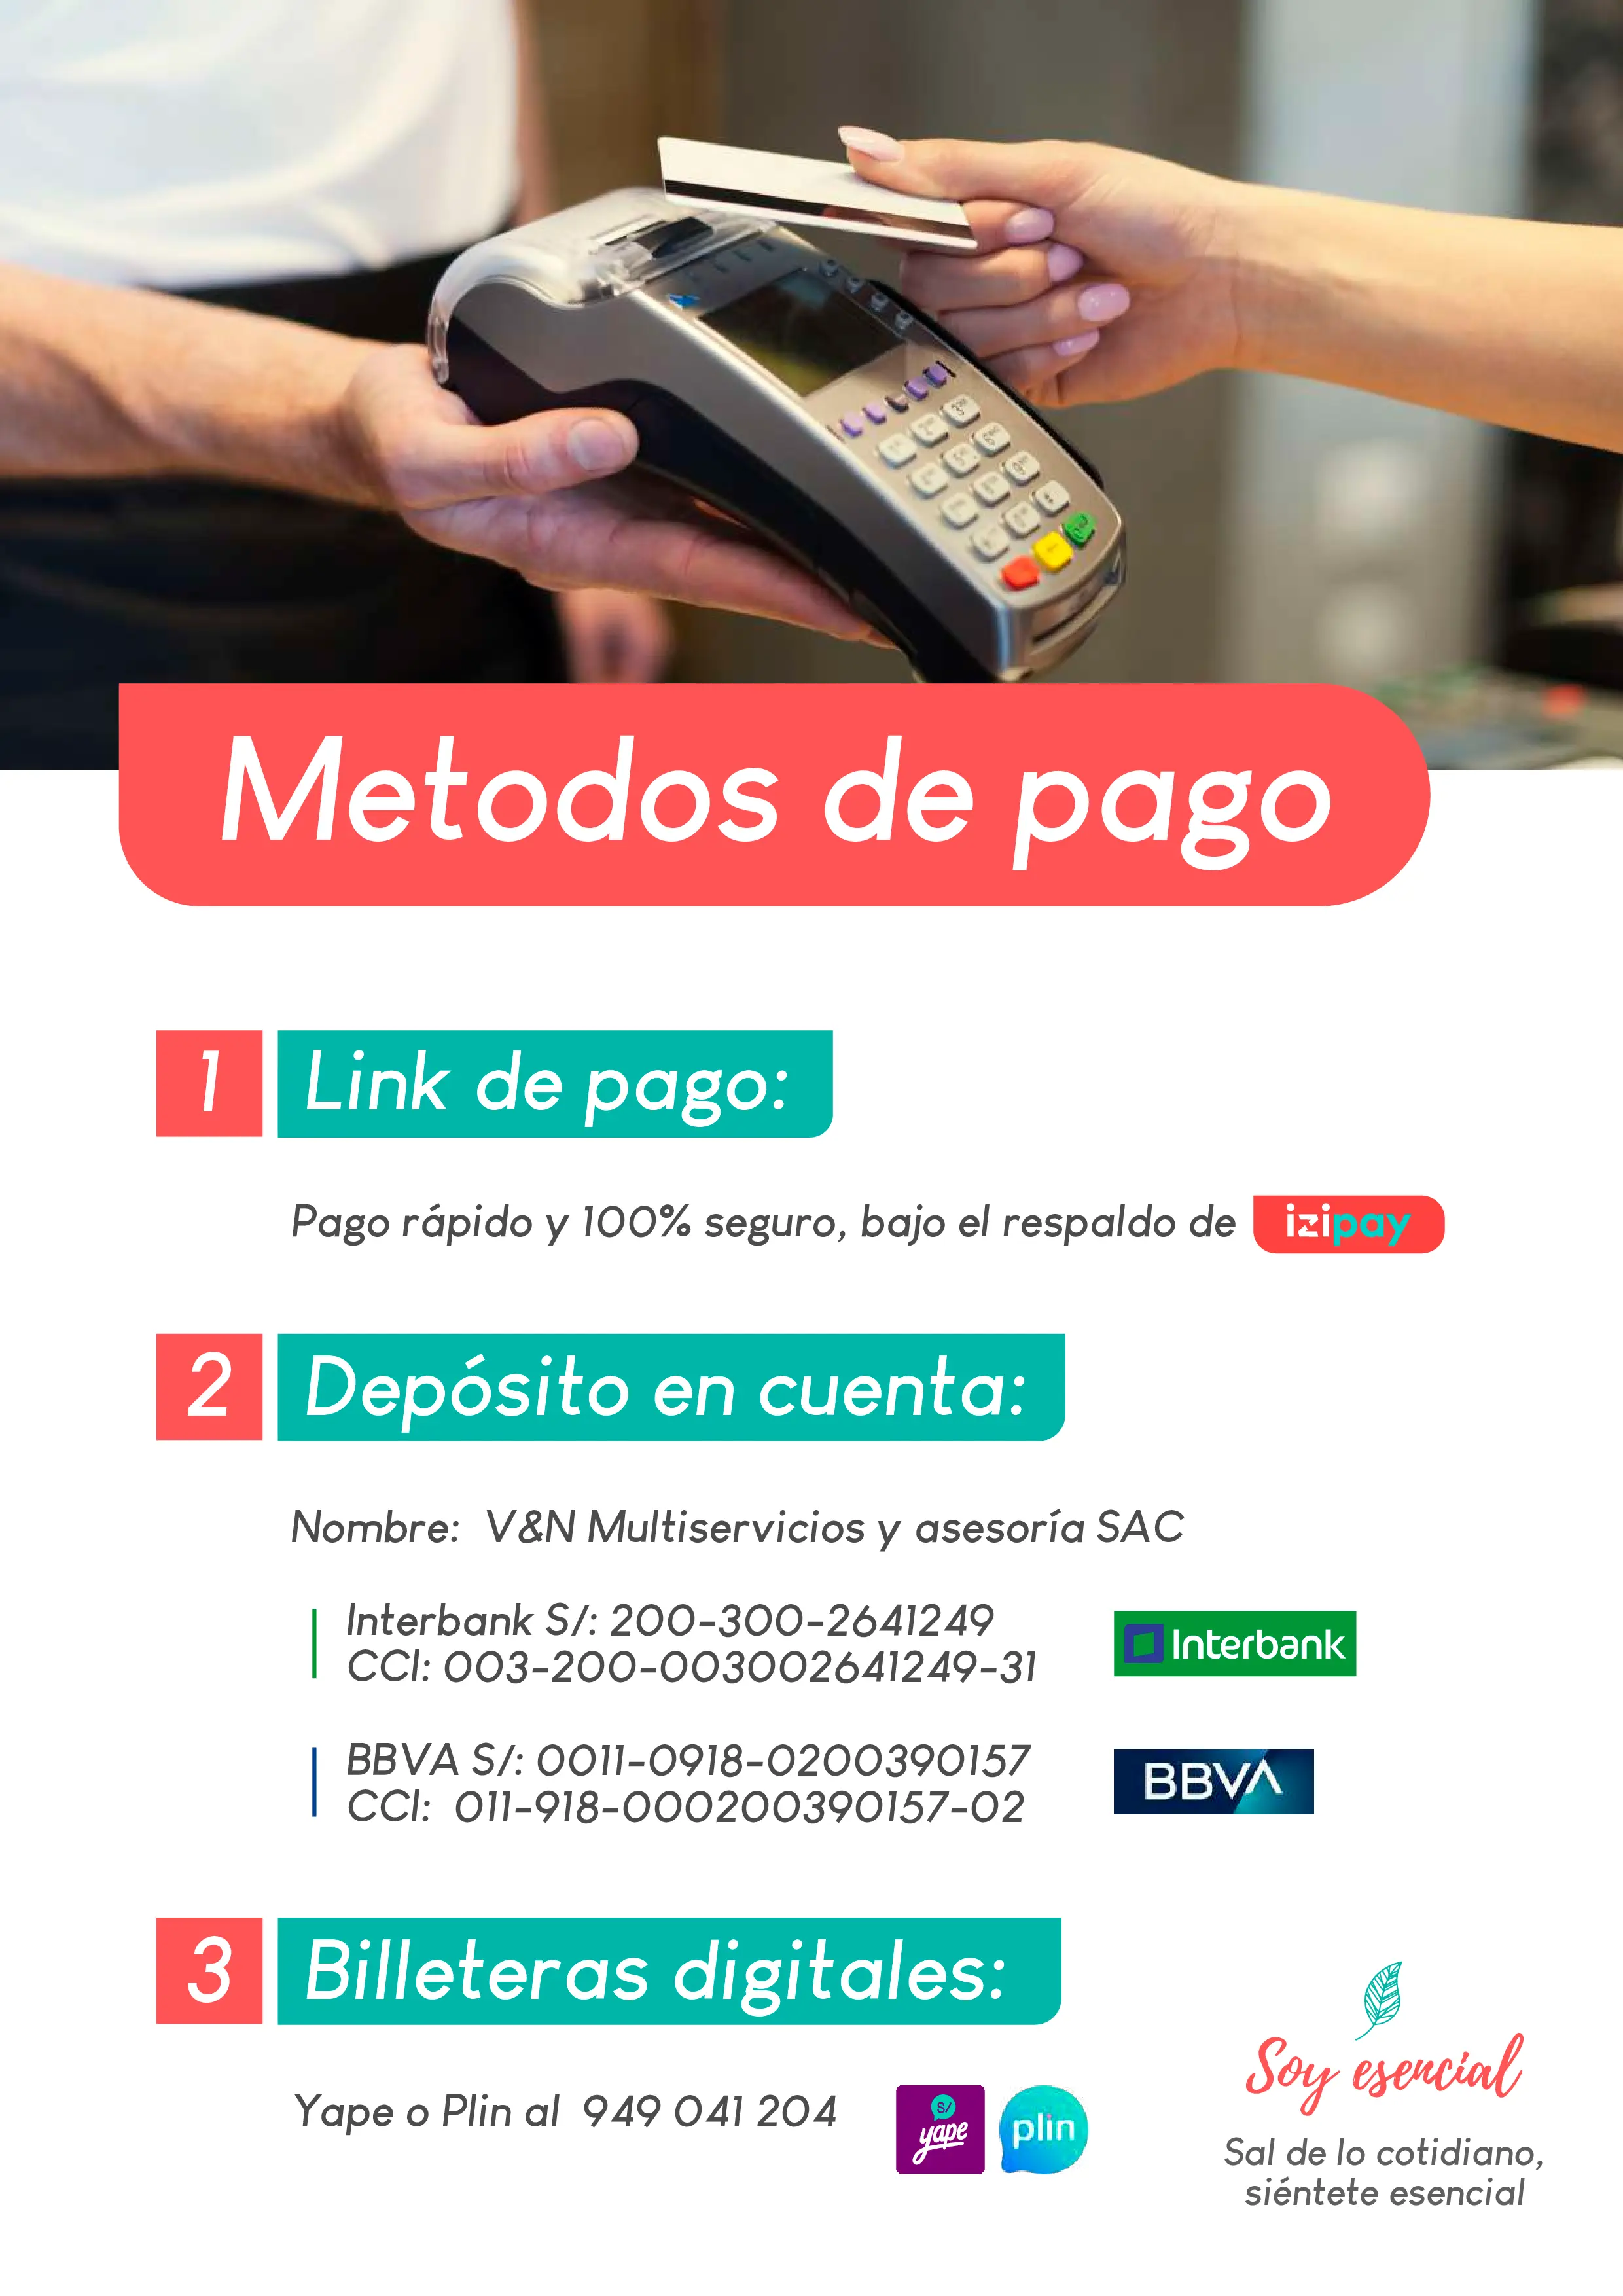 Metodos de pago
1 Link de pago:
Pago rápido y 100% seguro, bajo el respaldo de izipay
2 Depósito en cuenta:
Nombre: V&N Multiservicios y asesoría SAC
Interbank S/: 200-300-2641249
CCI: 003-200-003002641249-31
Interbank
BBVA S/: 0011-0918-0200390157
CCI: 011-918-000200390157-02
BBVA
3 Billeteras digitales:
Yape o Plin al 949 041 204
S/
yape
plin
Soy esencial
Sal de lo cotidiano,
siéntete esencial